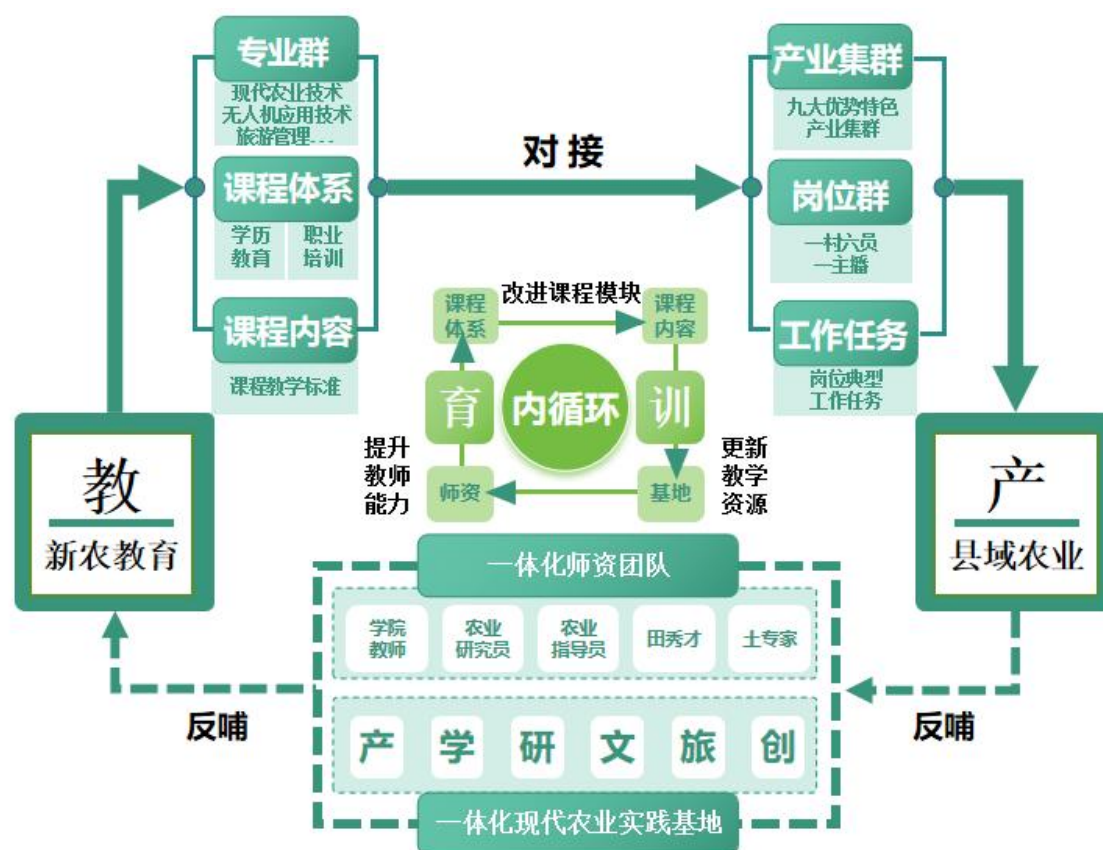 专业群
现代农业技术
无人机应用技术
旅游管理---
课程体系
学历
教育
职业
培训
课程内容
课程教学标准
对接
产业集群
九大优势特色
产业集群
岗位群
一村六员
一主播
工作任务
岗位典型
工作任务
改进课程模块
课程
体系
课程
内容
育
内循环
训
提升
教师
能力
师资
基地
更新
教学
资源
教
新农教育
产
县域农业
一体化师资团队
学院
教师
农业
研究员
农业
指导员
田秀才
土专家
反哺
反哺
产 学 研 文 旅 创
一体化现代农业实践基地